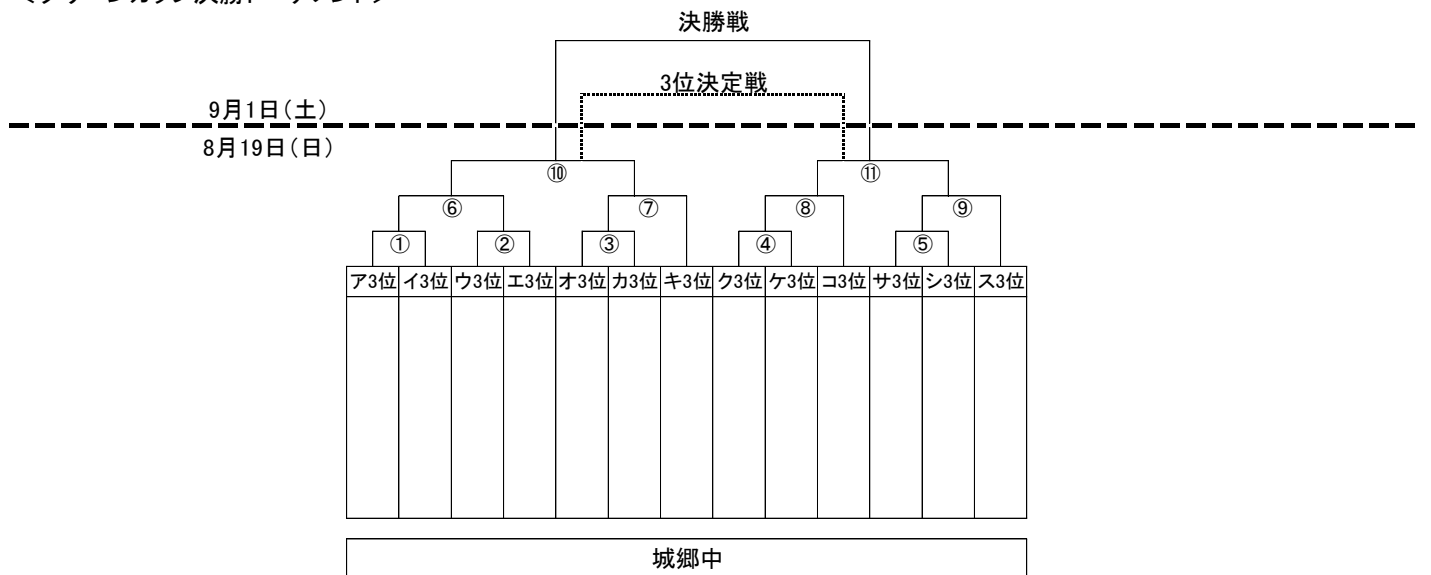 決勝戦
3位決定戦
9月1日(土)
8月19日(日)
⑩ ⑪
⑥ ⑦ ⑧ ⑨
① ② ③ ④ ⑤
ア3位 イ3位 ウ3位 エ3位 オ3位 カ3位 キ3位 ク3位 ケ3位 コ3位 サ3位 シ3位 ス3位
城郷中